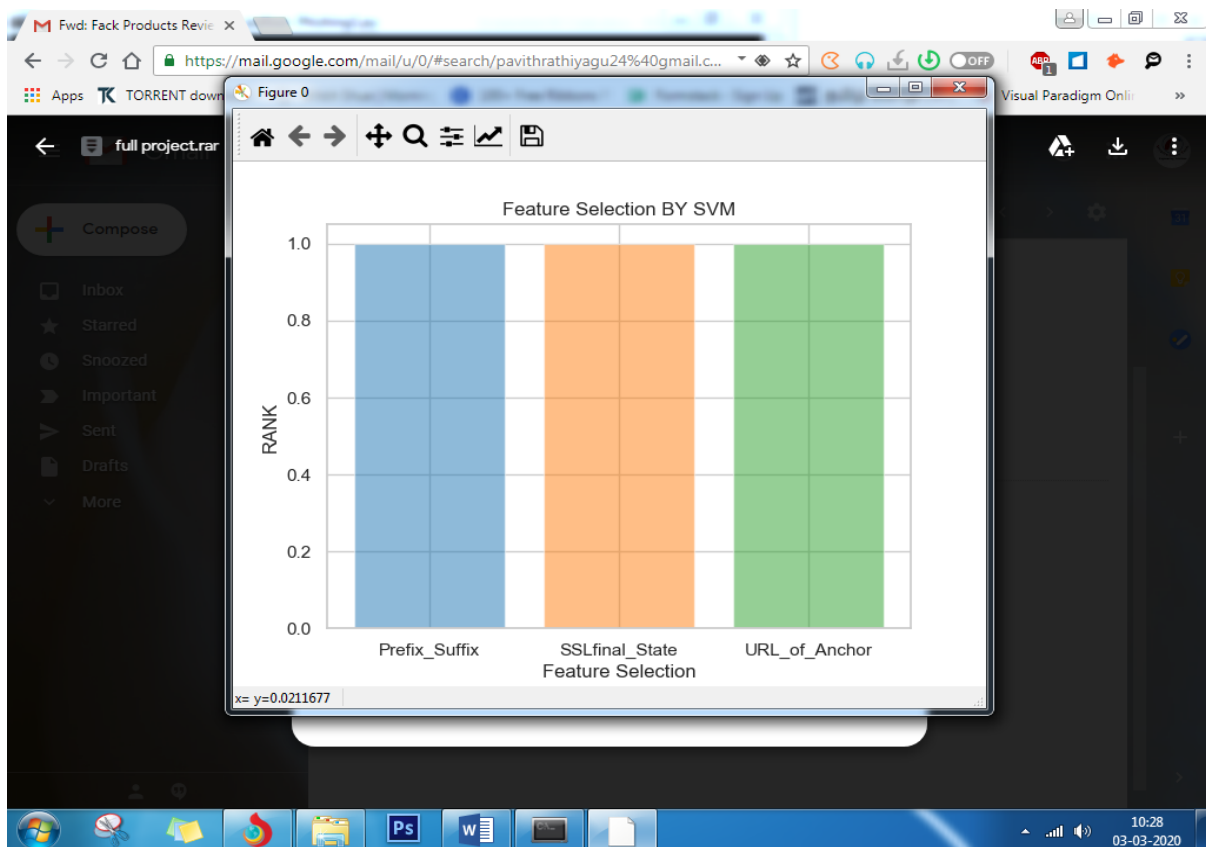 Fwd: Fack Products Revie
https://mail.google.com/mail/u/0/#search/pavithrathiyagu24%40gmail.c...
OFF
ABP
1
Apps
TORRENT down
Visual Paradigm Onli
»
Figure 0
full project.rar
Compose
Inbox
Starred
Snoozed
Important
Sent
Drafts
More
Feature Selection BY SVM
1.0
0.8
0.6
0.4
0.2
0.0
RANK
Prefix_Suffix SSLfinal_State URL_of_Anchor
Feature Selection
x= y=0.0211677
Ps
W
10:28
03-03-2020